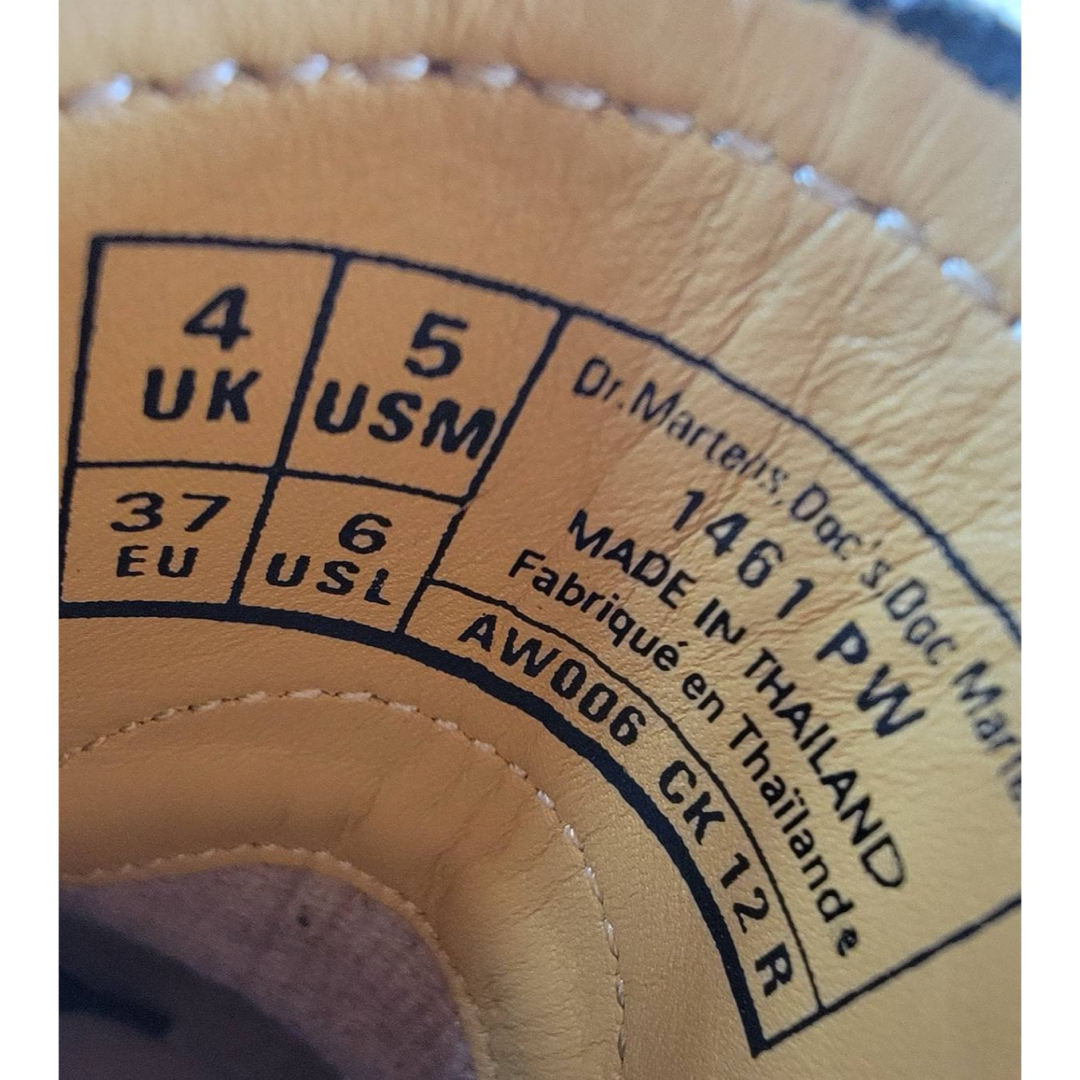 4
UK
5
USM
37
EU
6
USL
Dr.Martens,Doc's,Doc
1461 PW
MADE IN THAILAND
Fabriqué en Thaïlande
AW006 CK 12 R